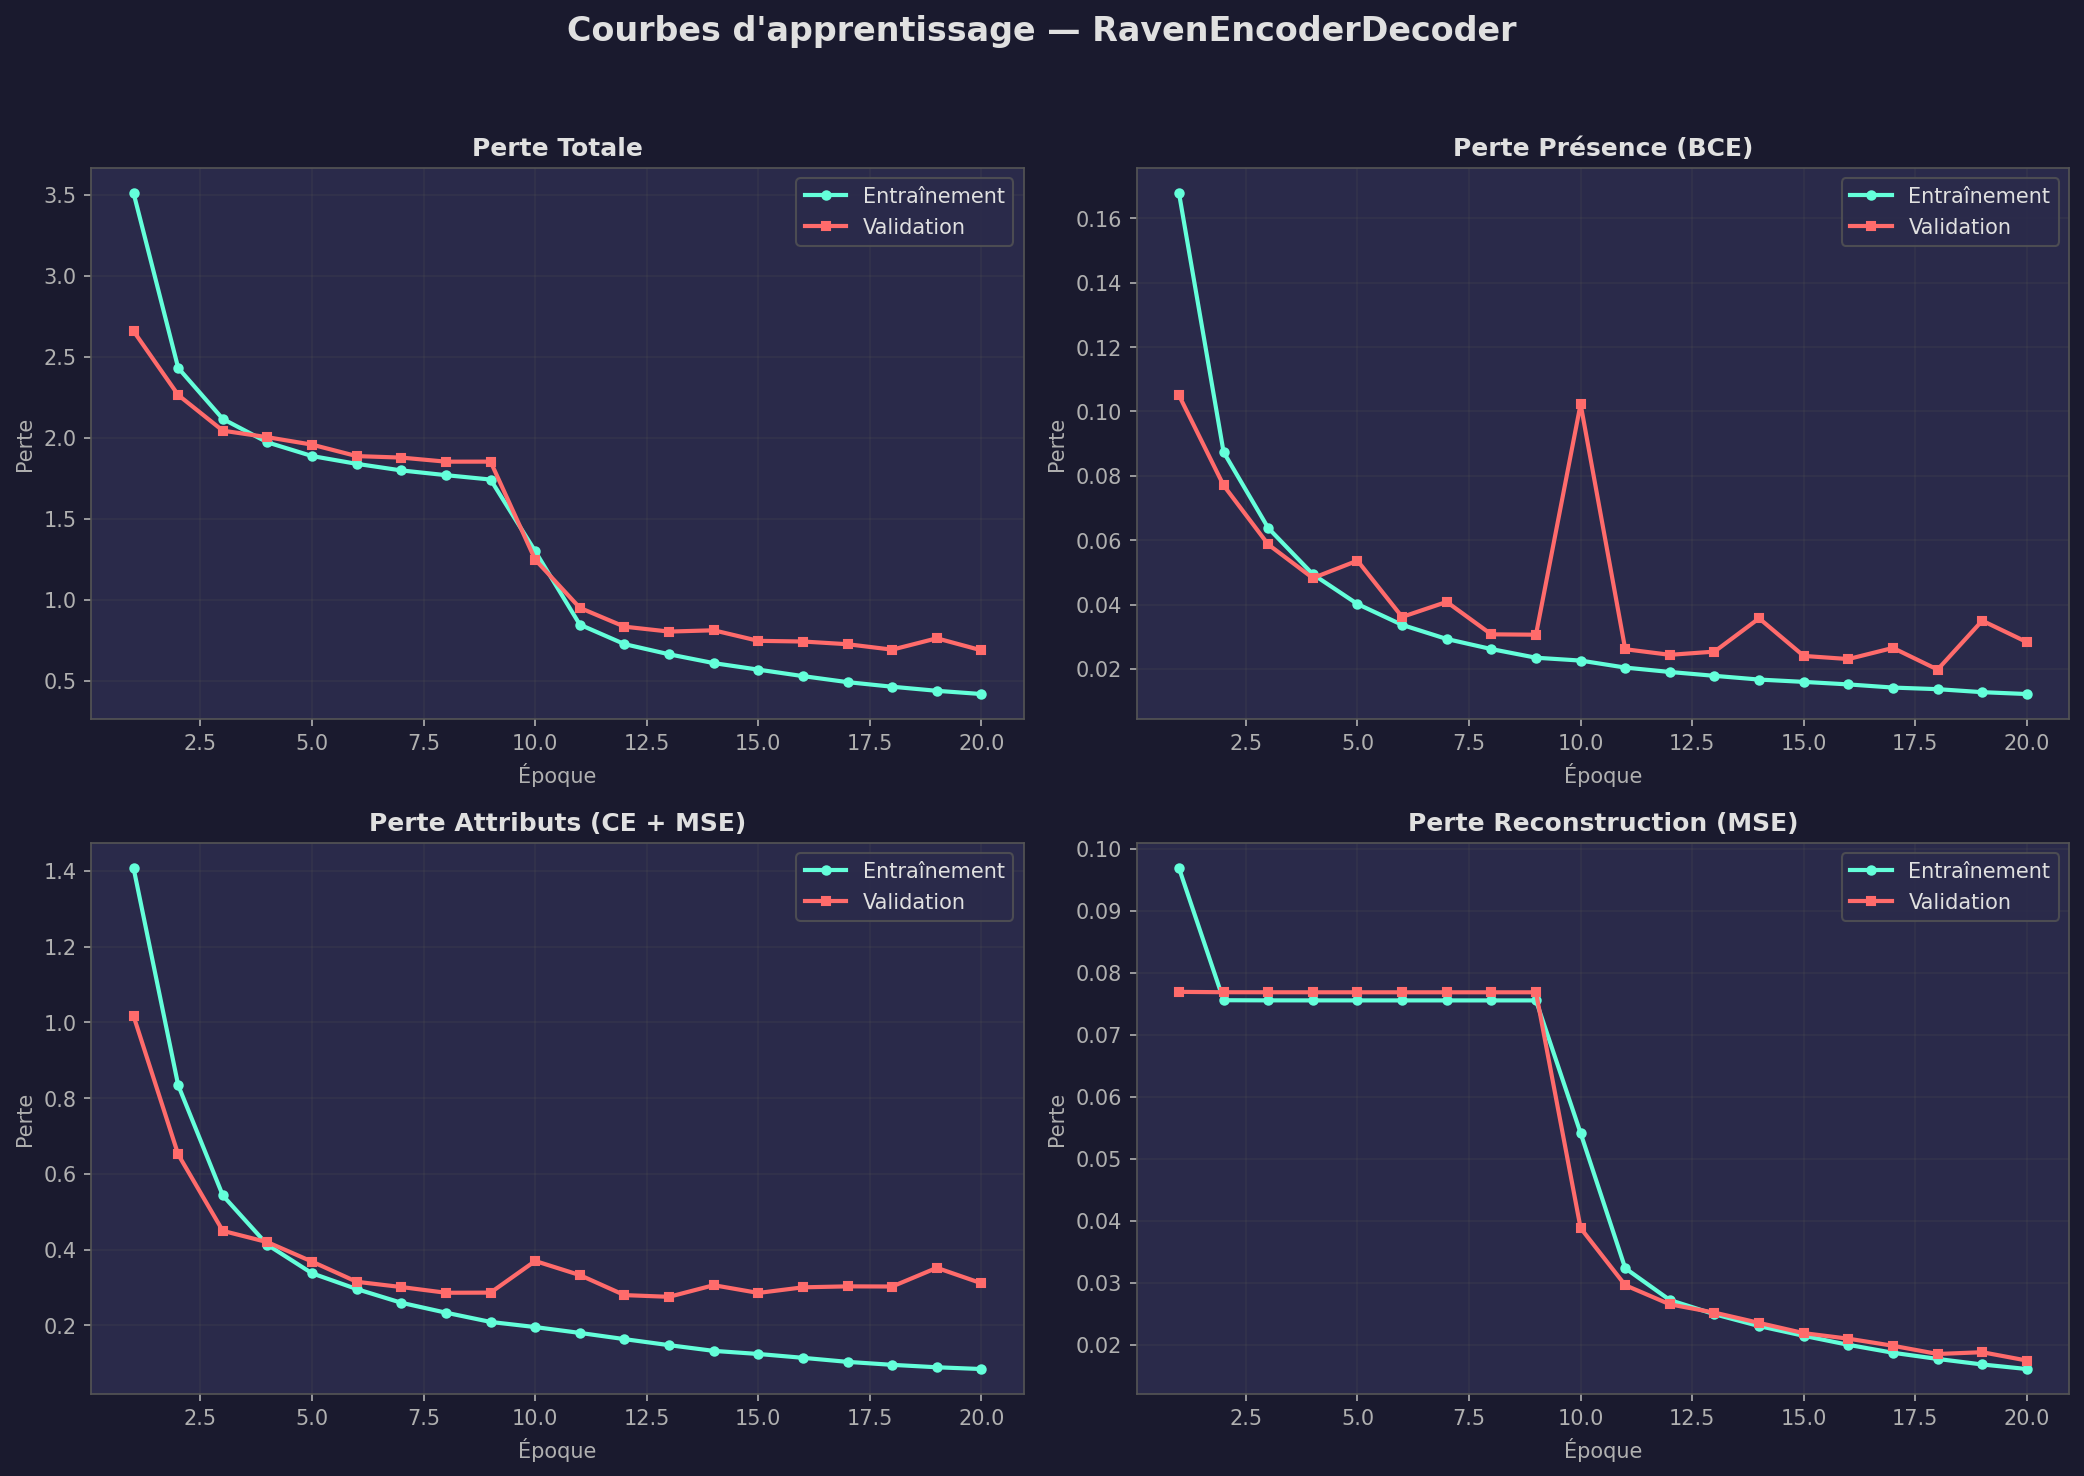 Courbes d'apprentissage — RavenEncoderDecoder
Perte Totale
Perte
3.5
3.0
2.5
2.0
1.5
1.0
0.5
Entraînement
Validation
2.5 5.0 7.5 10.0 12.5 15.0 17.5 20.0
Époque
Perte Présence (BCE)
Perte
0.16
0.14
0.12
0.10
0.08
0.06
0.04
0.02
Entraînement
Validation
2.5 5.0 7.5 10.0 12.5 15.0 17.5 20.0
Époque
Perte Attributs (CE + MSE)
Perte
1.4
1.2
1.0
0.8
0.6
0.4
0.2
Entraînement
Validation
2.5 5.0 7.5 10.0 12.5 15.0 17.5 20.0
Époque
Perte Reconstruction (MSE)
Perte
0.10
0.09
0.08
0.07
0.06
0.05
0.04
0.03
0.02
Entraînement
Validation
2.5 5.0 7.5 10.0 12.5 15.0 17.5 20.0
Époque